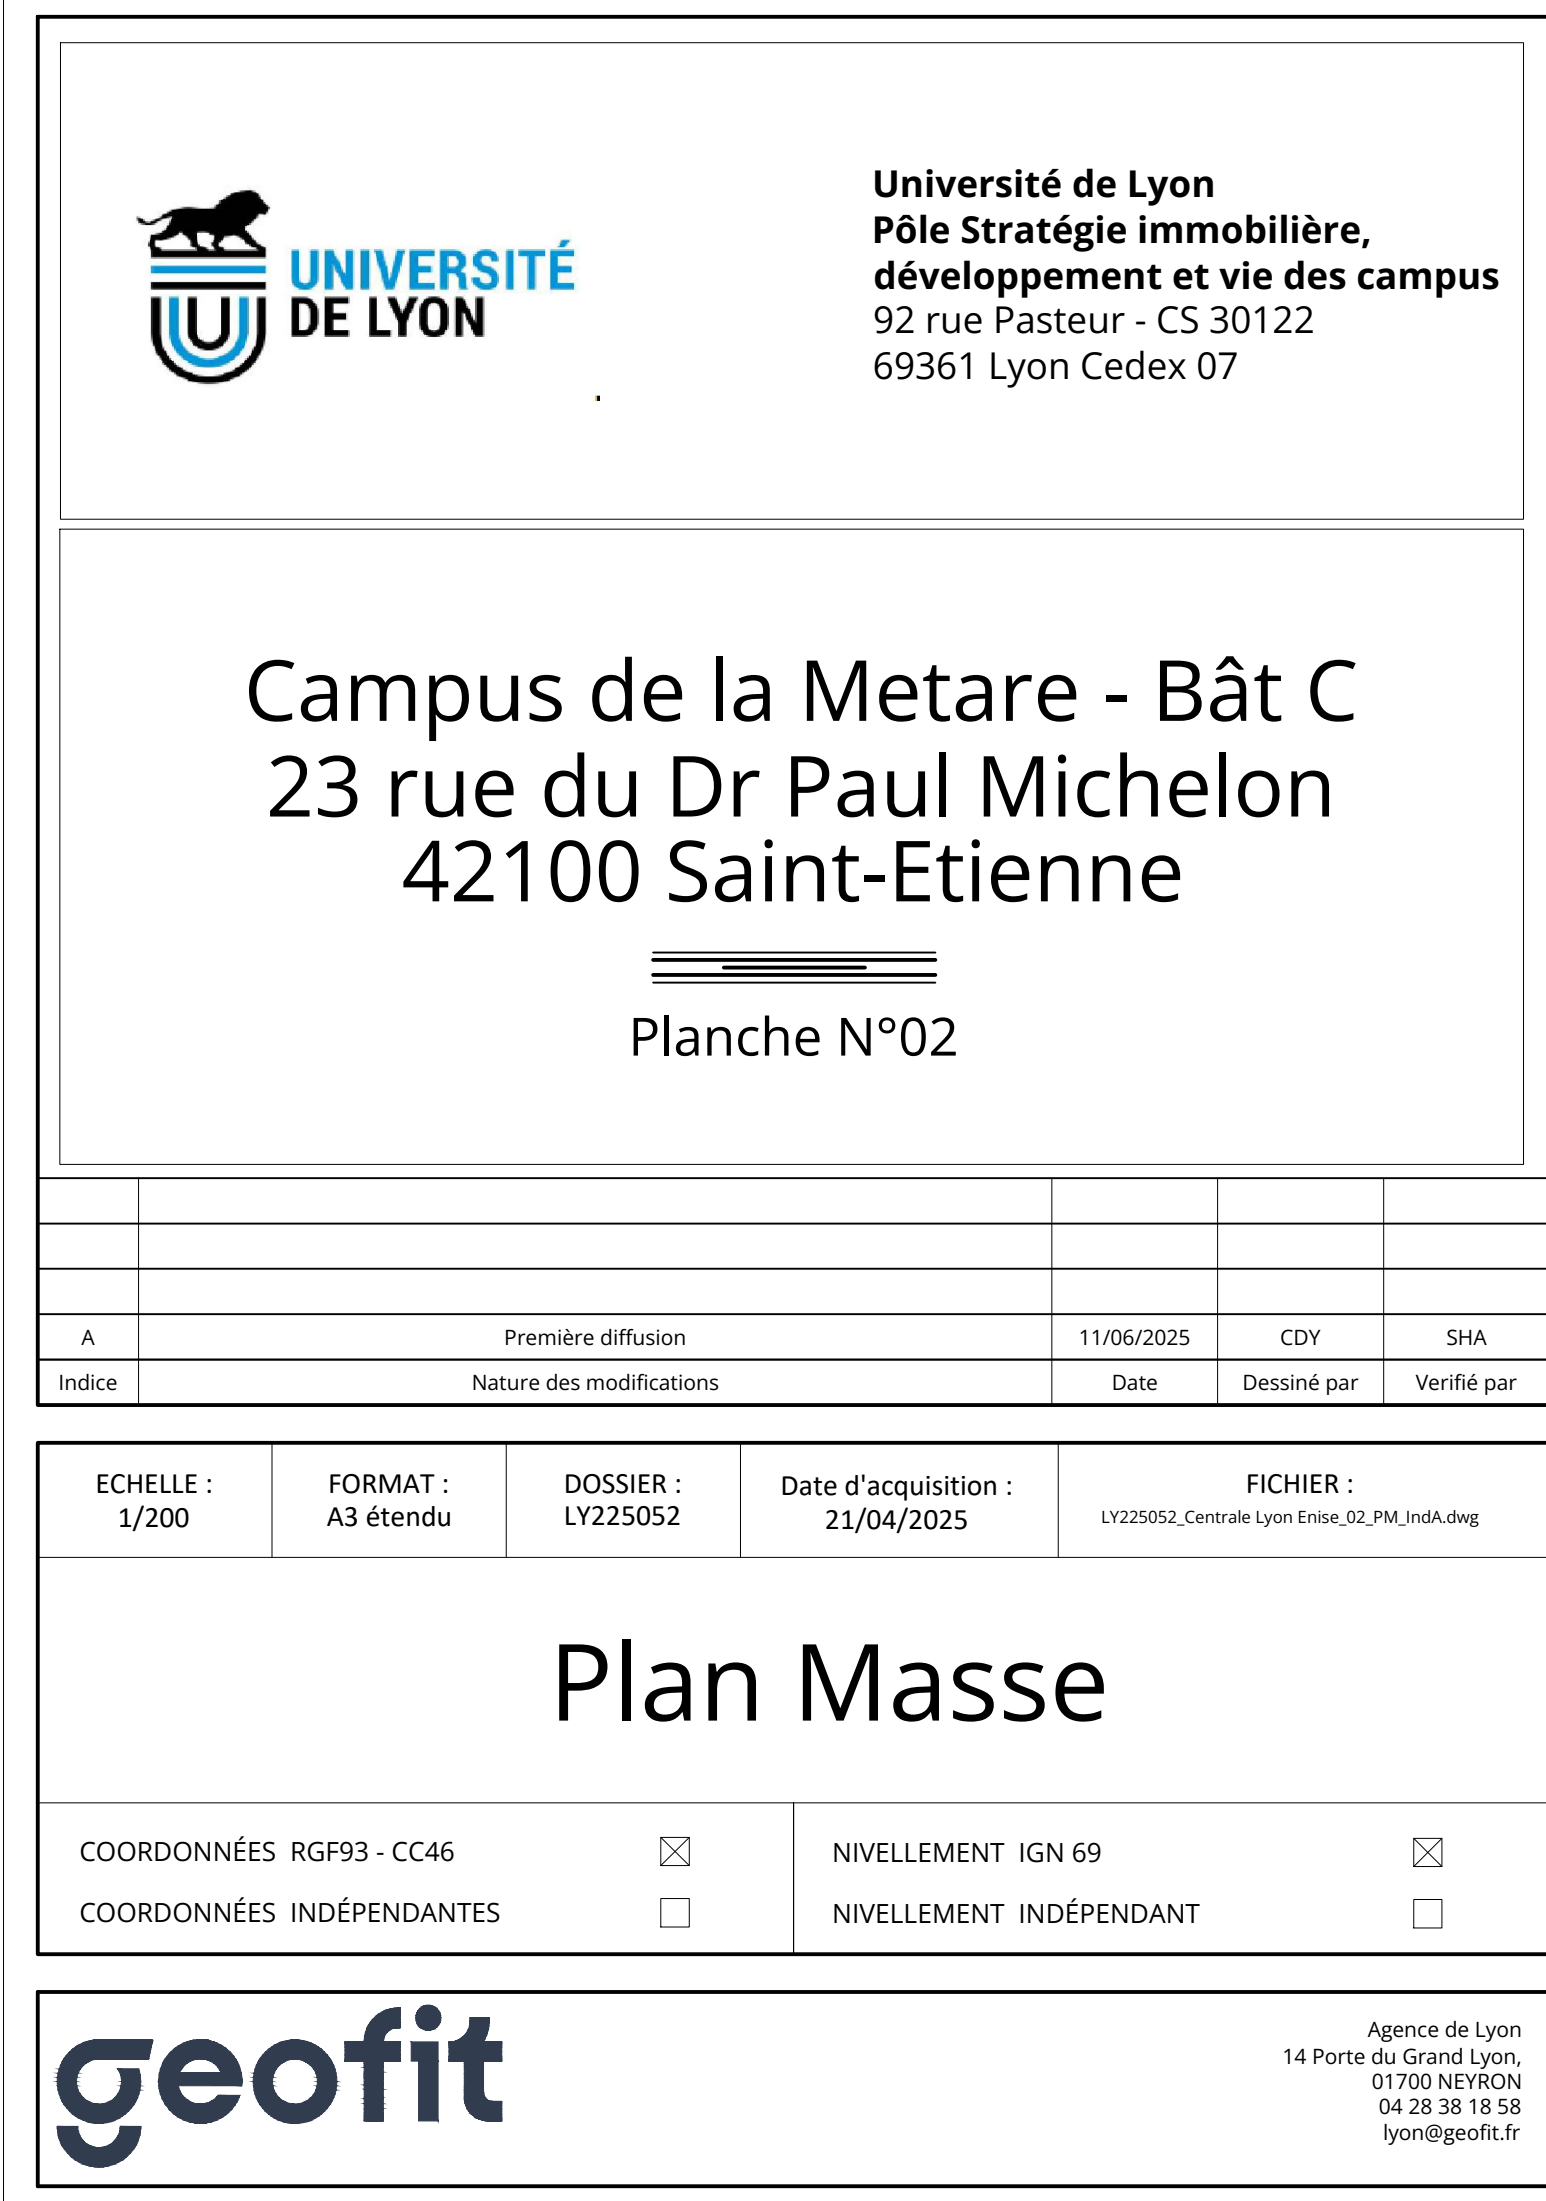 UNIVERSITÉ
DE LYON
Université de Lyon
Pôle Stratégie immobilière,
développement et vie des campus
92 rue Pasteur - CS 30122
69361 Lyon Cedex 07
Campus de la Metare - Bât C
23 rue du Dr Paul Michelon
42100 Saint-Etienne
Planche N°02
A Première diffusion 11/06/2025 CDY SHA
Indice Nature des modifications Date Dessiné par Verifié par
ECHELLE :
1/200
FORMAT :
A3 étendu
DOSSIER :
LY225052
Date d'acquisition :
21/04/2025
FICHIER :
LY225052_Centrale Lyon Enise_02_PM_IndA.dwg
Plan Masse
COORDONNÉES RGF93 - CC46
COORDONNÉES INDÉPENDANTES
NIVELLEMENT IGN 69
NIVELLEMENT INDÉPENDANT
geofit
Agence de Lyon
14 Porte du Grand Lyon,
01700 NEYRON
04 28 38 18 58
lyon@geofit.fr